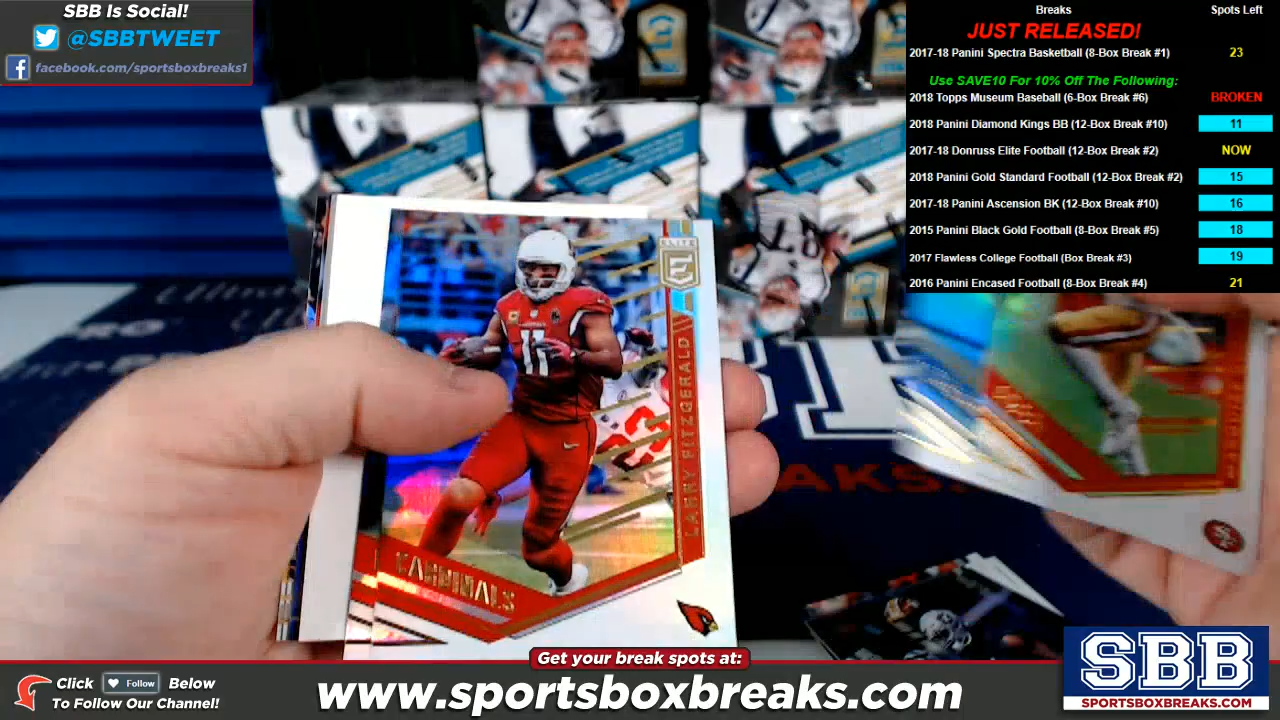 SBB Is Social!
@SBBTWEET
facebook.com/sportsboxbreaks1
Breaks Spots Left
JUST RELEASED!
2017-18 Panini Spectra Basketball (8-Box Break #1) 23
Use SAVE10 For 10% Off The Following:
2018 Topps Museum Baseball (6-Box Break #6) BROKEN
2018 Panini Diamond Kings BB (12-Box Break #10) 11
2017-18 Donruss Elite Football (12-Box Break #2) NOW
2018 Panini Gold Standard Football (12-Box Break #2) 15
2017-18 Panini Ascension BK (12-Box Break #10) 16
2015 Panini Black Gold Football (8-Box Break #5) 18
2017 Flawless College Football (Box Break #3) 19
2016 Panini Encased Football (8-Box Break #4) 21
ELITE
E
LARRY FITZGERALD
11
CARDINALS
Get your break spots at:
Click Follow Below
To Follow Our Channel!
www.sportsboxbreaks.com
SBB
SPORTSBOXBREAKS.COM